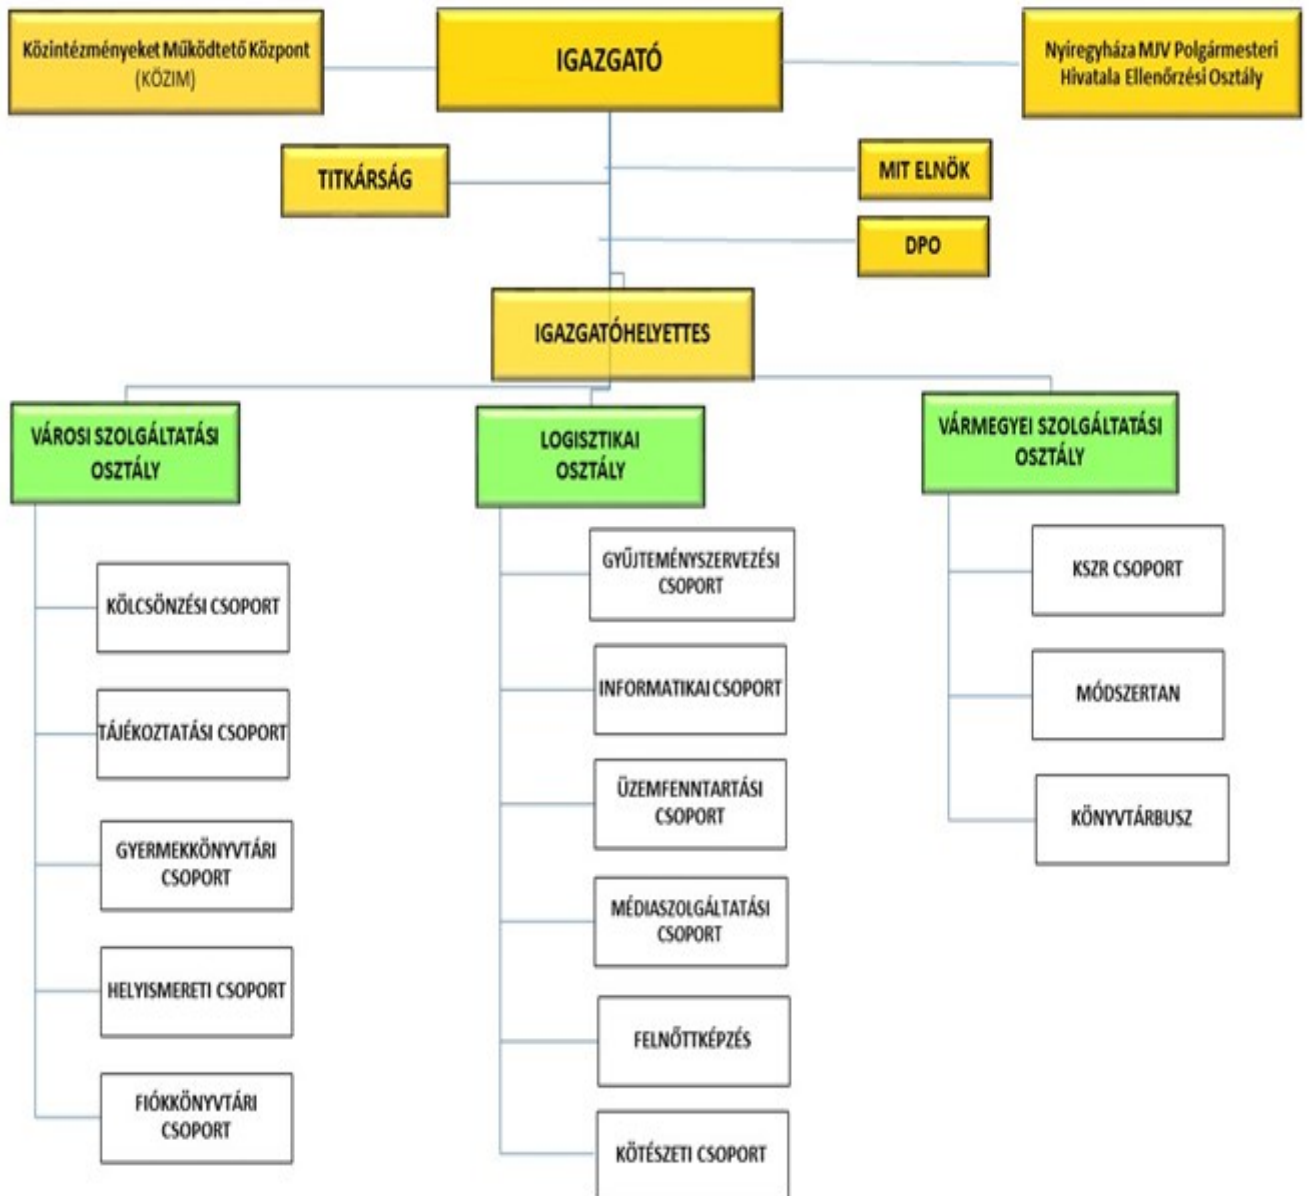 Közintézményeket Működtető Központ
(KÖZIM)
IGAZGATÓ
Nyíregyháza MJV Polgármesteri
Hivatala Ellenőrzési Osztály
TITKÁRSÁG
MIT ELNÖK
DPO
IGAZGATÓHELYETTES
VÁROSI SZOLGÁLTATÁSI
OSZTÁLY
KÖLCSÖNZÉSI CSOPORT
TÁJÉKOZTATÁSI CSOPORT
GYERMEKKÖNYVTÁRI
CSOPORT
HELYISMERETI CSOPORT
FIÓKKÖNYVTÁRI
CSOPORT
LOGISZTIKAI
OSZTÁLY
GYŰJTEMÉNYSZERVEZÉSI
CSOPORT
INFORMATIKAI CSOPORT
ÜZEMFENNTARTÁSI
CSOPORT
MÉDIASZOLGÁLTATÁSI
CSOPORT
FELNŐTTKÉPZÉS
KÖTÉSZETI CSOPORT
VÁRMEGYEI SZOLGÁLTATÁSI
OSZTÁLY
KSZR CSOPORT
MÓDSZERTAN
KÖNYVTÁRBUSZ